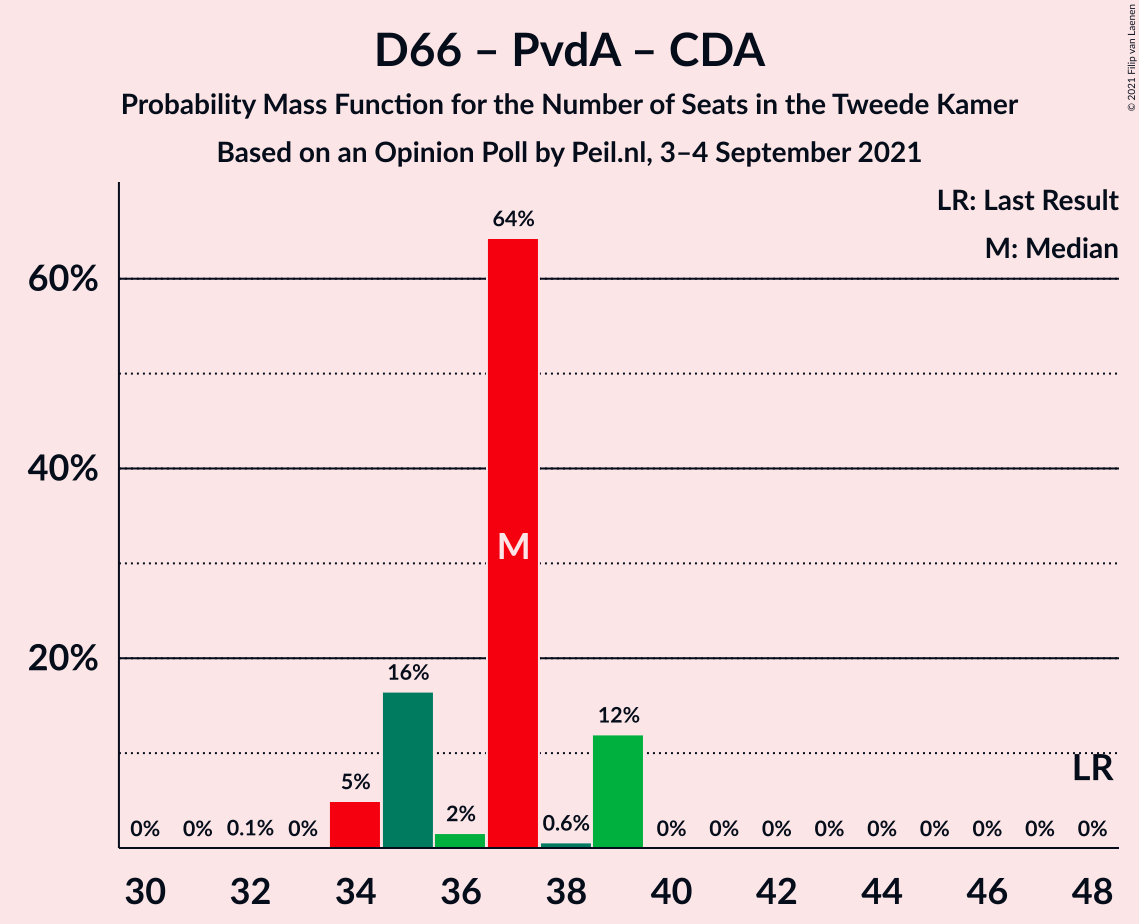 D66 – PvdA – CDA
Probability Mass Function for the Number of Seats in the Tweede Kamer
Based on an Opinion Poll by Peil.nl, 3–4 September 2021
© 2021 Filip van Laenen
LR: Last Result
M: Median
60%
40%
20%
0%
0%
0.1%
0%
5%
16%
2%
64%
M
0.6%
12%
0%
0%
0%
0%
0%
0%
0%
0%
0%
LR
30 32 34 36 38 40 42 44 46 48